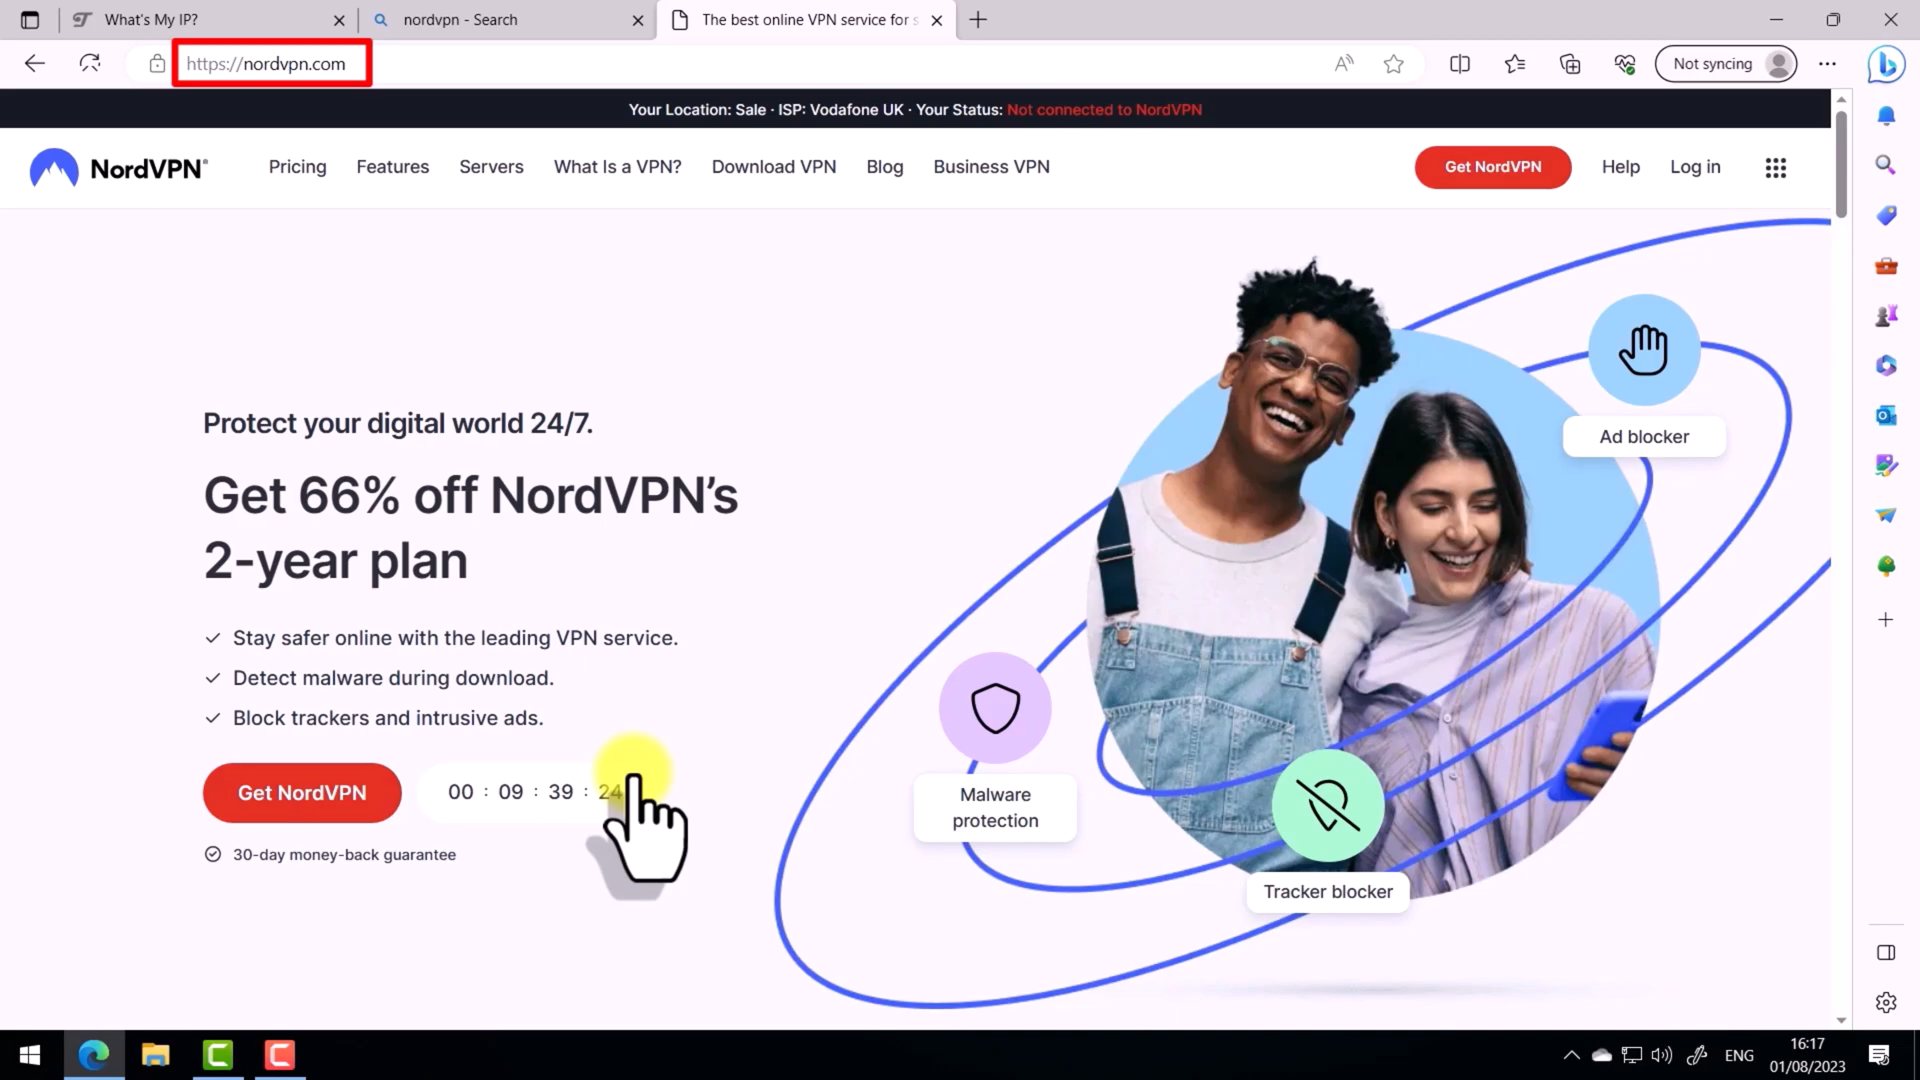 What's My IP?
nordvpn - Search
The best online VPN service for s
https://nordvpn.com
Not syncing
Your Location: Sale · ISP: Vodafone UK · Your Status: Not connected to NordVPN
NordVPN®
Pricing
Features
Servers
What Is a VPN?
Download VPN
Blog
Business VPN
Get NordVPN
Help
Log in
Protect your digital world 24/7.
Get 66% off NordVPN's
2-year plan
Stay safer online with the leading VPN service.
Detect malware during download.
Block trackers and intrusive ads.
Get NordVPN
00 : 09 : 39 : 24
30-day money-back guarantee
Ad blocker
Malware
protection
Tracker blocker
ENG
16:17
01/08/2023